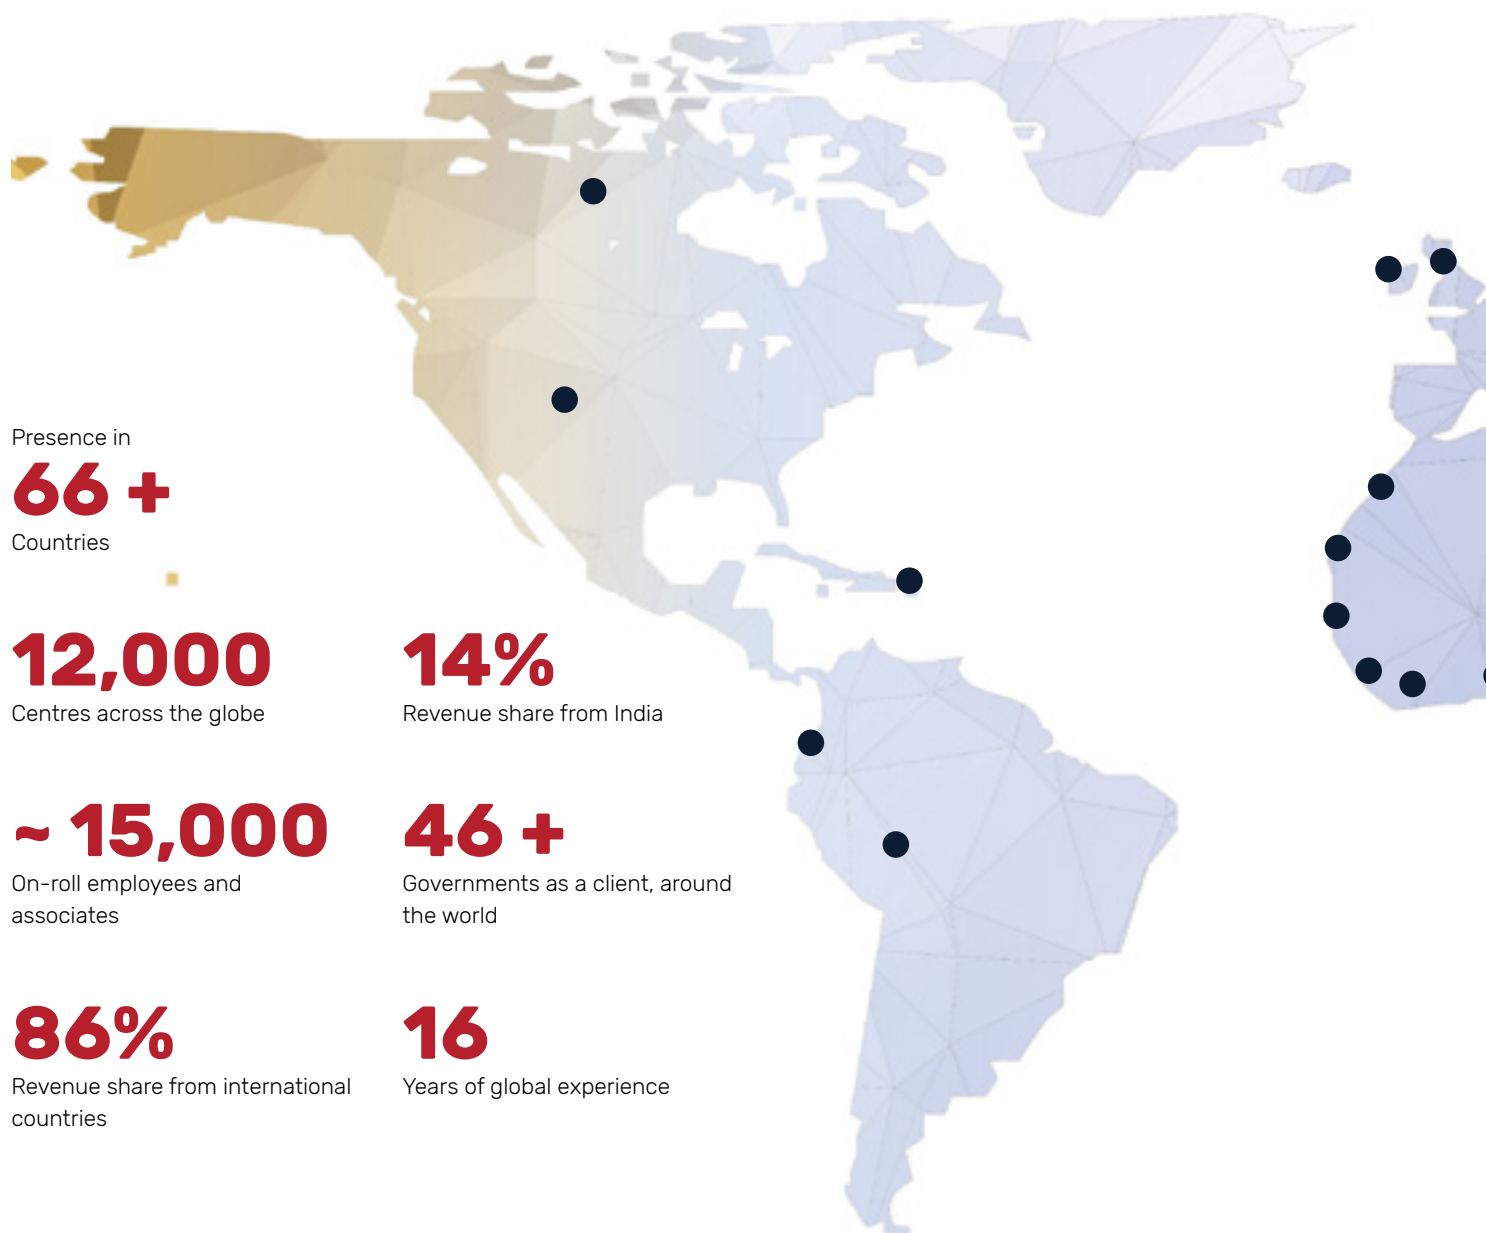 Presence in
66 +
Countries
12,000
Centres across the globe
14%
Revenue share from India
~ 15,000
On-roll employees and
associates
46 +
Governments as a client, around
the world
86%
Revenue share from international
countries
16
Years of global experience